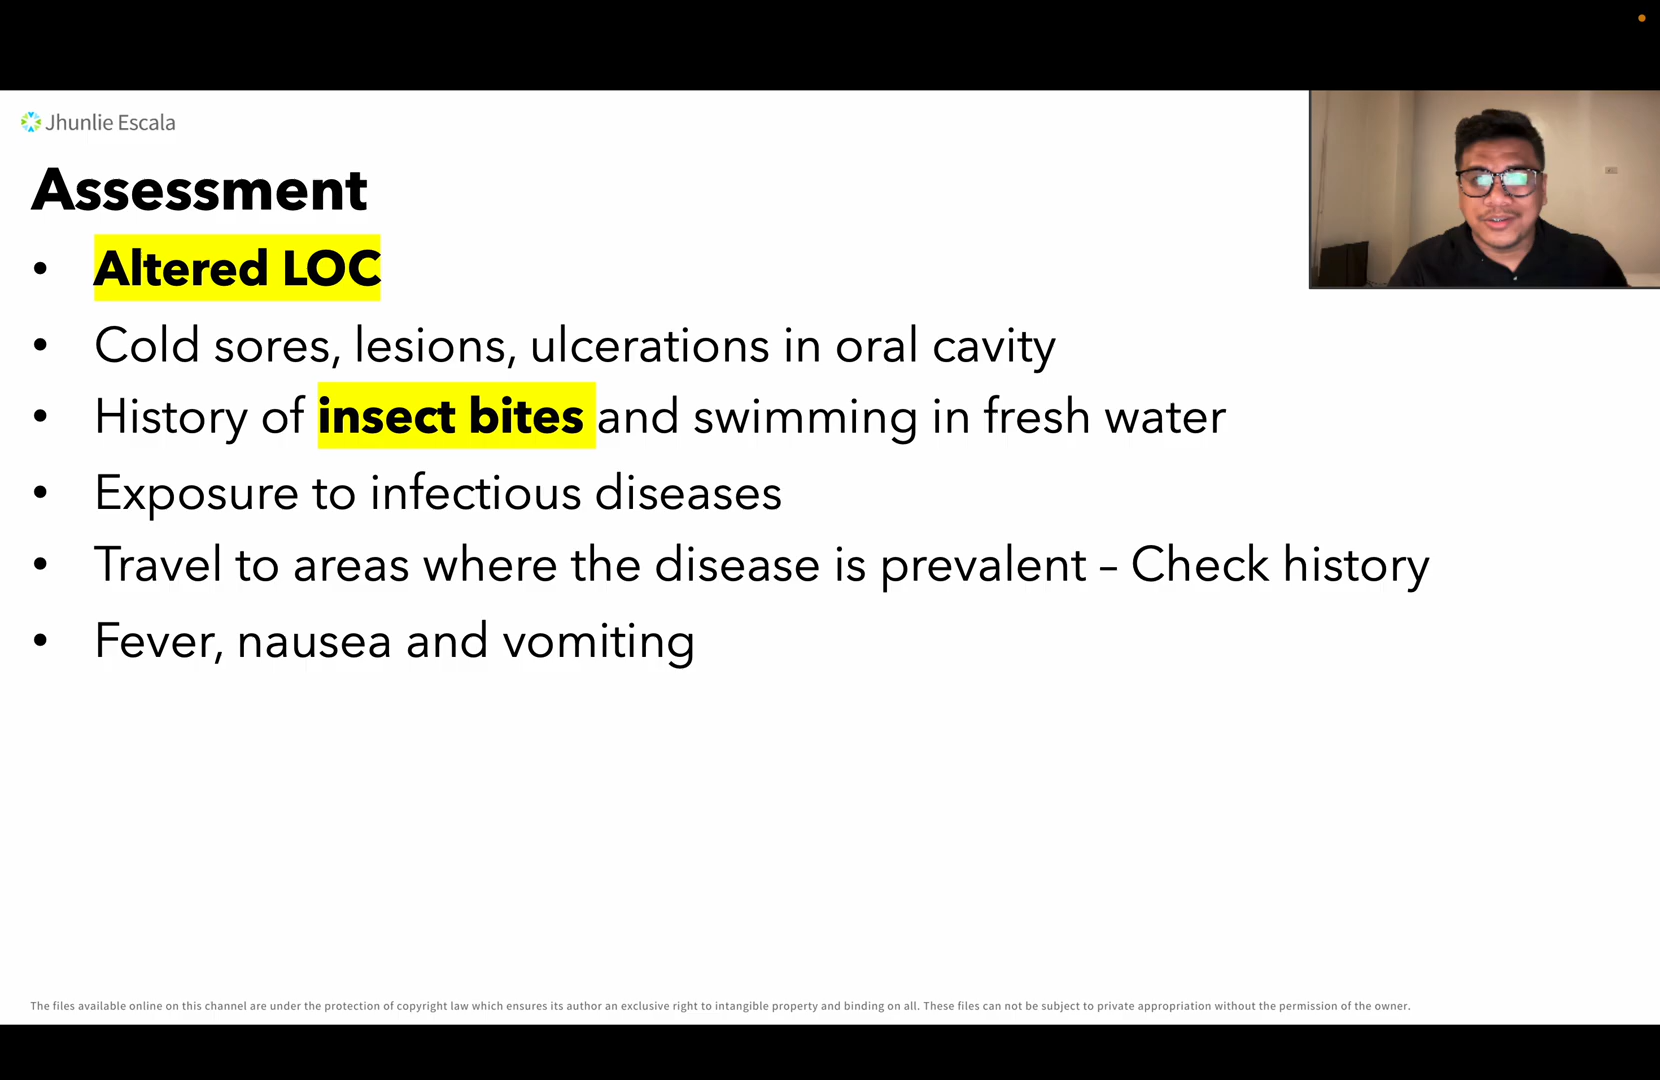 Jhunlie Escala
Assessment
• Altered LOC
• Cold sores, lesions, ulcerations in oral cavity
• History of insect bites and swimming in fresh water
• Exposure to infectious diseases
• Travel to areas where the disease is prevalent – Check history
• Fever, nausea and vomiting
The files available online on this channel are under the protection of copyright law which ensures its author an exclusive right to intangible property and binding on all. These files can not be subject to private appropriation without the permission of the owner.